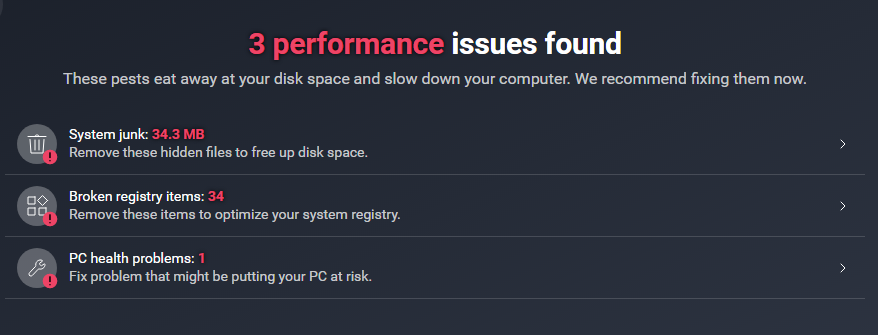 3 performance issues found
These pests eat away at your disk space and slow down your computer. We recommend fixing them now.
System junk: 34.3 MB
Remove these hidden files to free up disk space.
Broken registry items: 34
Remove these items to optimize your system registry.
PC health problems: 1
Fix problem that might be putting your PC at risk.